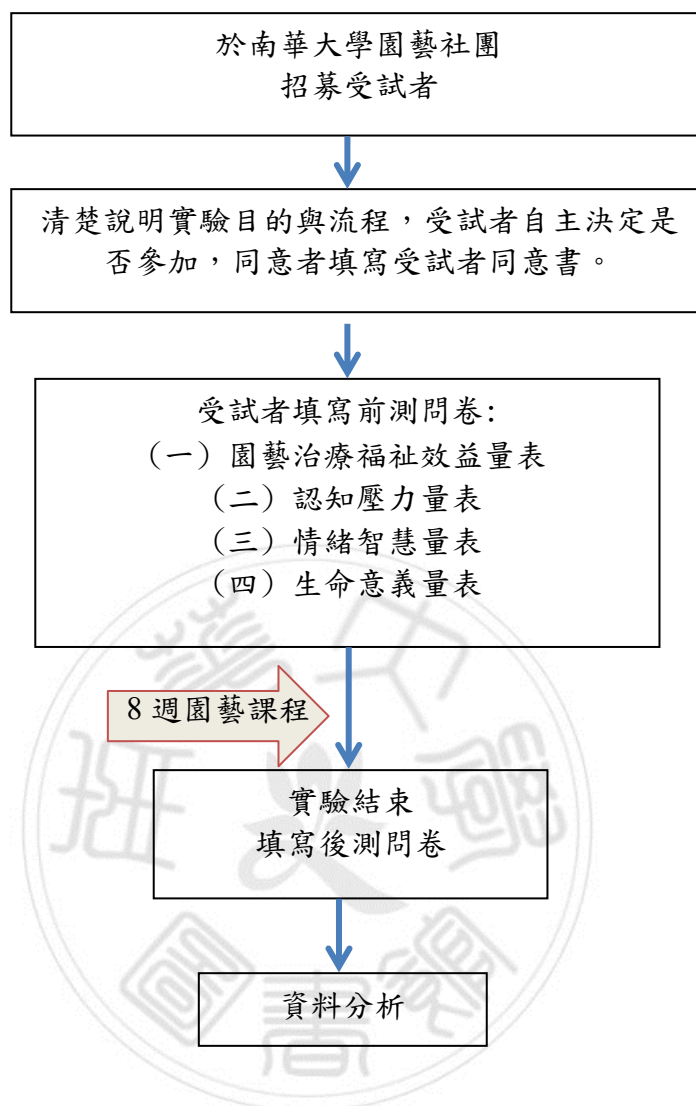 於南華大學園藝社團
招募受試者
清楚說明實驗目的與流程，受試者自主決定是
否參加，同意者填寫受試者同意書。
受試者填寫前測問卷:
（一）園藝治療福祉效益量表
（二）認知壓力量表
（三）情緒智慧量表
（四）生命意義量表
8 週園藝課程
實驗結束
填寫後測問卷
資料分析